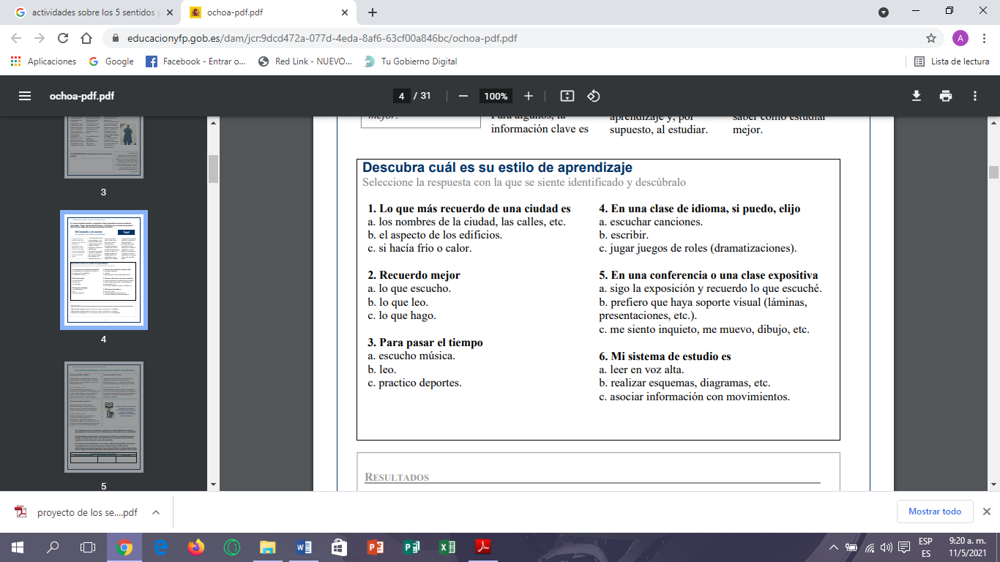 actividades sobre los 5 sentidos
ochoa-pdf.pdf
educacionyfp.gob.es/dam/jcr:9dcd472a-077d-4eda-8af6-63cf00a846bc/ochoa-pdf.pdf
A
Aplicaciones
Google
Facebook - Entrar o...
Red Link - NUEVO...
Tu Gobierno Digital
Lista de lectura
ochoa-pdf.pdf
4 / 31
100%
3
4
5
mejor.
Para algunos, la
información clave es
aprendizaje y, por
supuesto, al estudiar.
saber cómo estudiar
mejor.
Descubra cuál es su estilo de aprendizaje
Seleccione la respuesta con la que se siente identificado y descúbralo
1. Lo que más recuerdo de una ciudad es
a. los nombres de la ciudad, las calles, etc.
b. el aspecto de los edificios.
c. si hacía frío o calor.
2. Recuerdo mejor
a. lo que escucho.
b. lo que leo.
c. lo que hago.
3. Para pasar el tiempo
a. escucho música.
b. leo.
c. practico deportes.
4. En una clase de idioma, si puedo, elijo
a. escuchar canciones.
b. escribir.
c. jugar juegos de roles (dramatizaciones).
5. En una conferencia o una clase expositiva
a. sigo la exposición y recuerdo lo que escuché.
b. prefiero que haya soporte visual (láminas,
presentaciones, etc.).
c. me siento inquieto, me muevo, dibujo, etc.
6. Mi sistema de estudio es
a. leer en voz alta.
b. realizar esquemas, diagramas, etc.
c. asociar información con movimientos.
RESULTADOS
proyecto de los se....pdf
Mostrar todo
ESP
ES
9:20 a. m.
11/5/2021